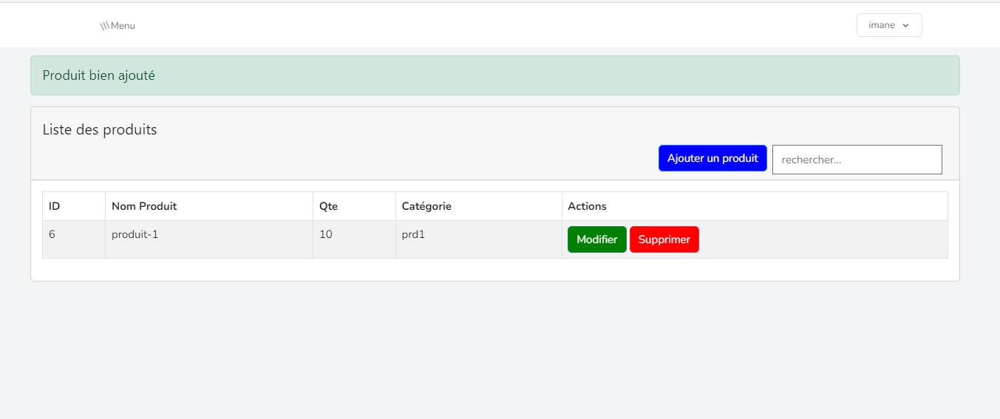 Menu
imane
Produit bien ajouté
Liste des produits
Ajouter un produit rechercher...
ID Nom Produit Qte Catégorie Actions
6 produit-1 10 prd1 Modifier Supprimer